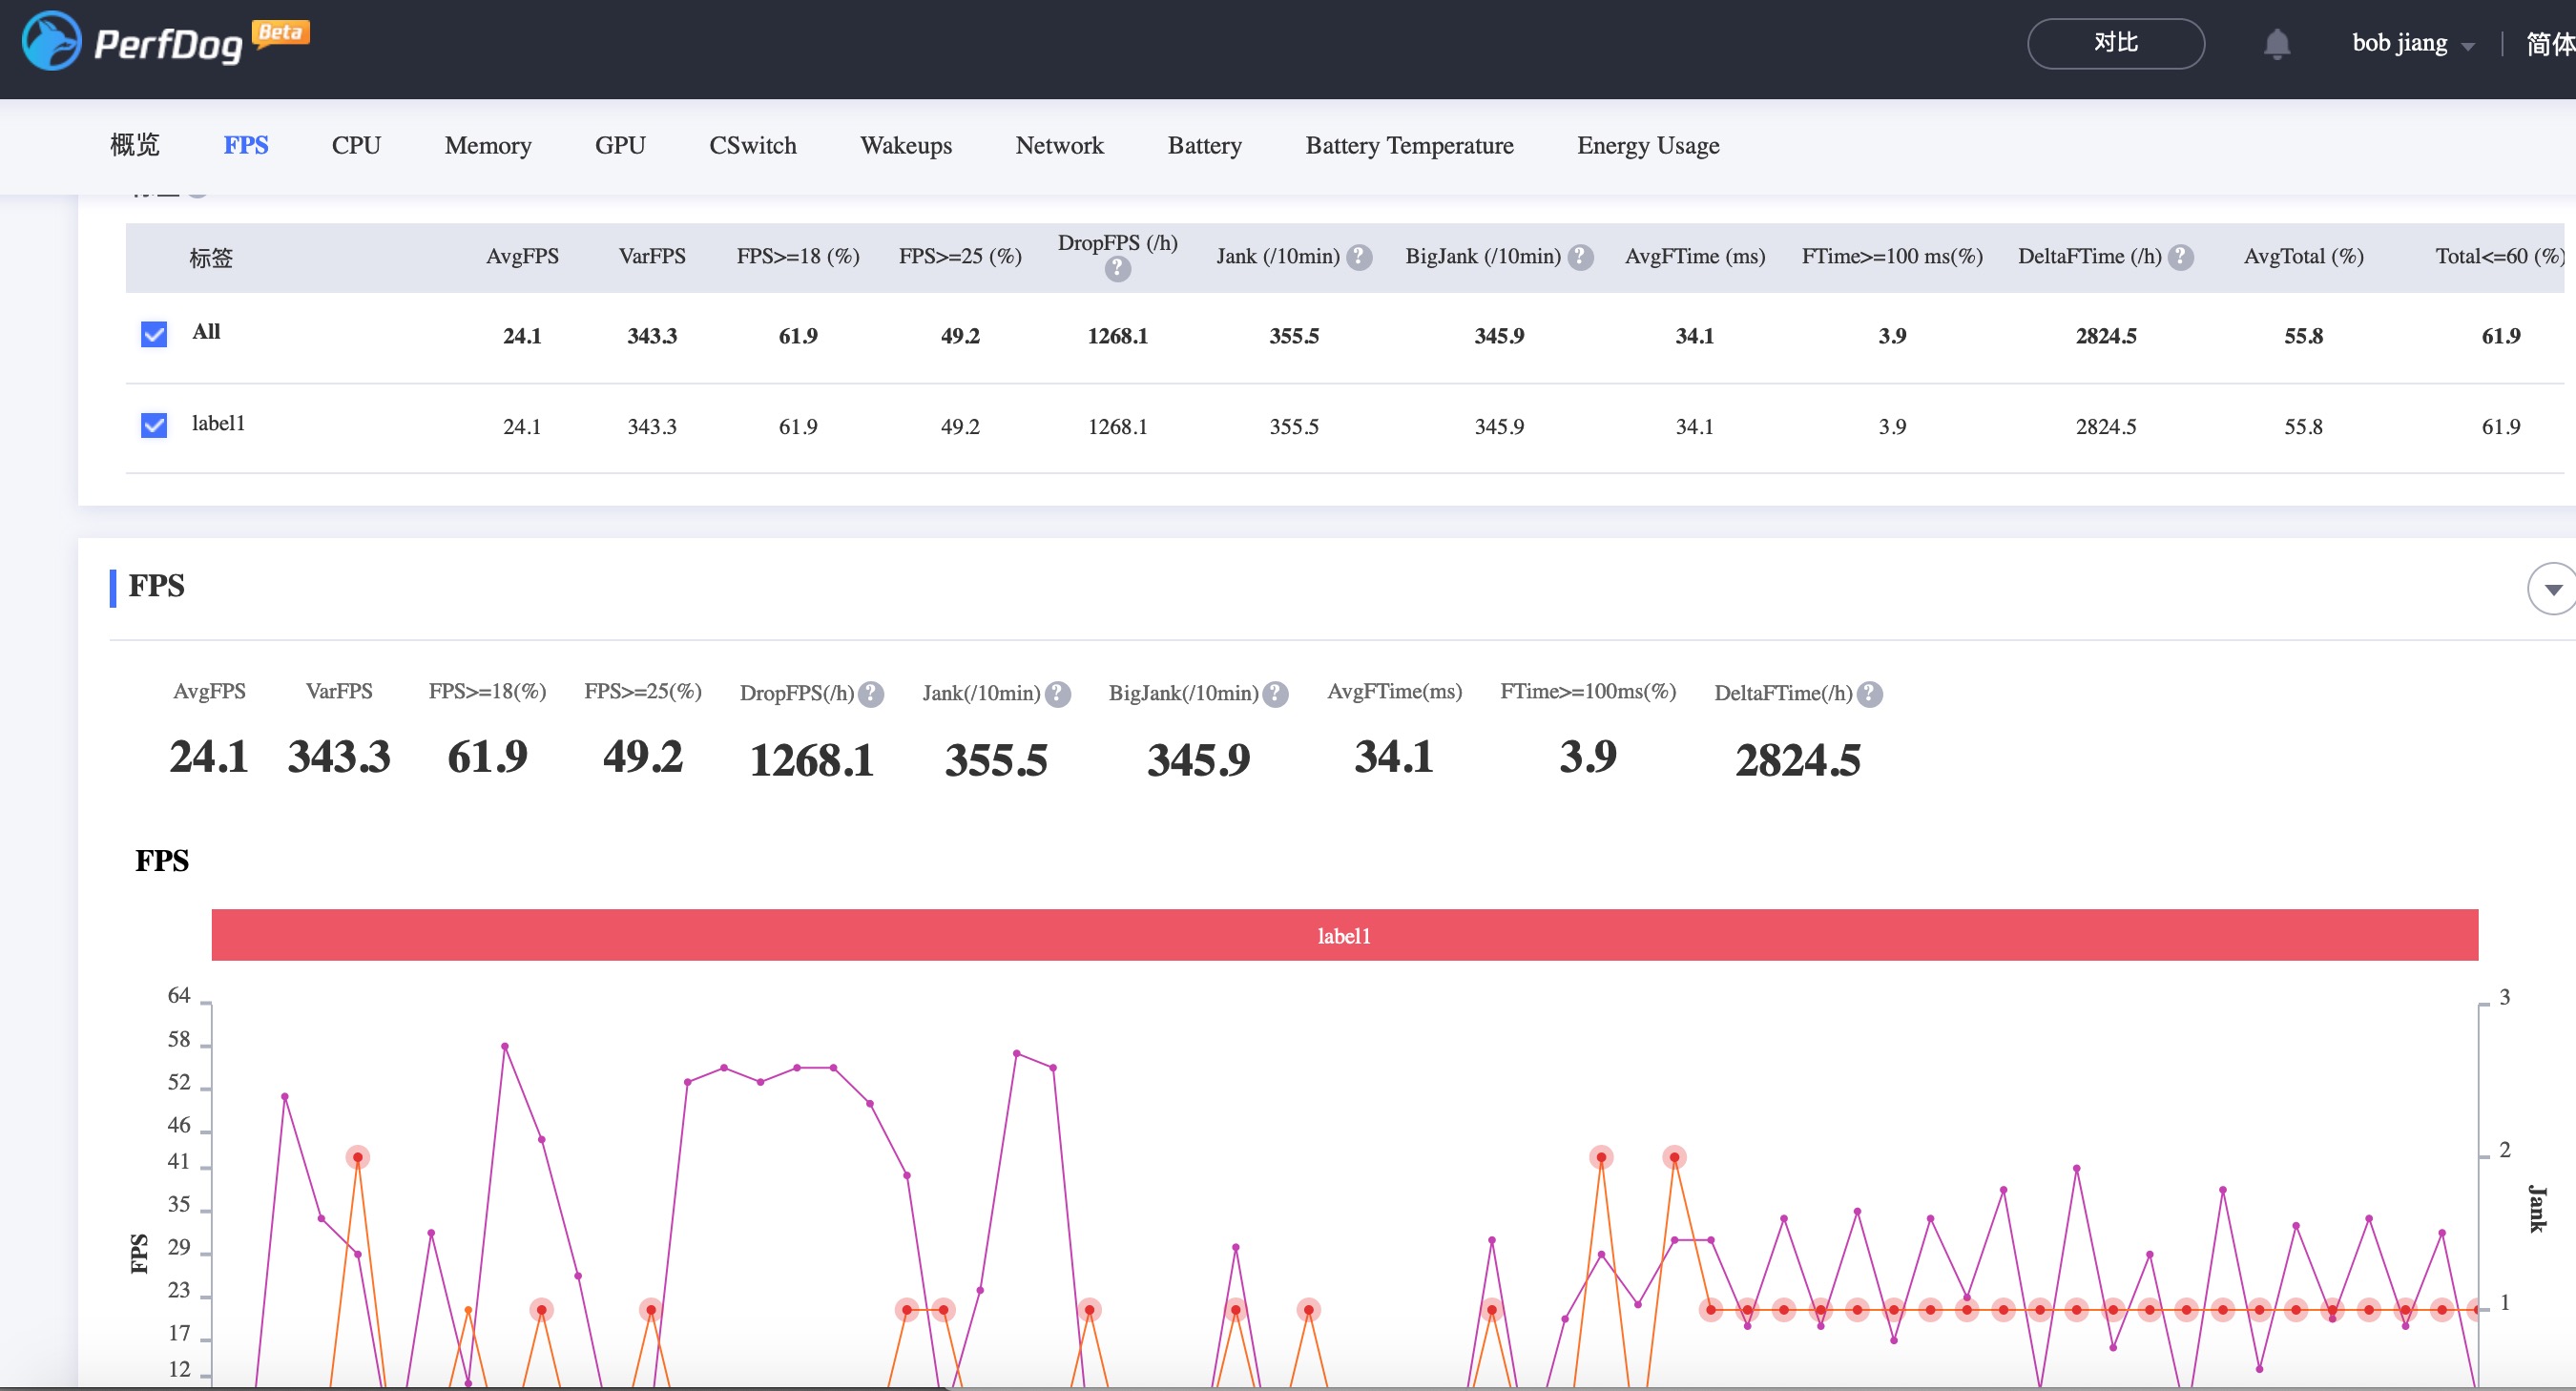 PerfDog Beta
对比
bob jiang
简体
概览 FPS CPU Memory GPU CSwitch Wakeups Network Battery Battery Temperature Energy Usage
标签 AvgFPS VarFPS FPS>=18 (%) FPS>=25 (%) DropFPS (/h) ? Jank (/10min) ? BigJank (/10min) ? AvgFTime (ms) FTime>=100 ms(%) DeltaFTime (/h) ? AvgTotal (%) Total<=60 (%)
All 24.1 343.3 61.9 49.2 1268.1 355.5 345.9 34.1 3.9 2824.5 55.8 61.9
label1 24.1 343.3 61.9 49.2 1268.1 355.5 345.9 34.1 3.9 2824.5 55.8 61.9
FPS
AvgFPS VarFPS FPS>=18(%) FPS>=25(%) DropFPS(/h) ? Jank(/10min) ? BigJank(/10min) ? AvgFTime(ms) FTime>=100ms(%) DeltaFTime(/h) ?
24.1 343.3 61.9 49.2 1268.1 355.5 345.9 34.1 3.9 2824.5
FPS
label1
64
58
52
46
41
35
29
23
17
12
FPS
3
2
1
Jank